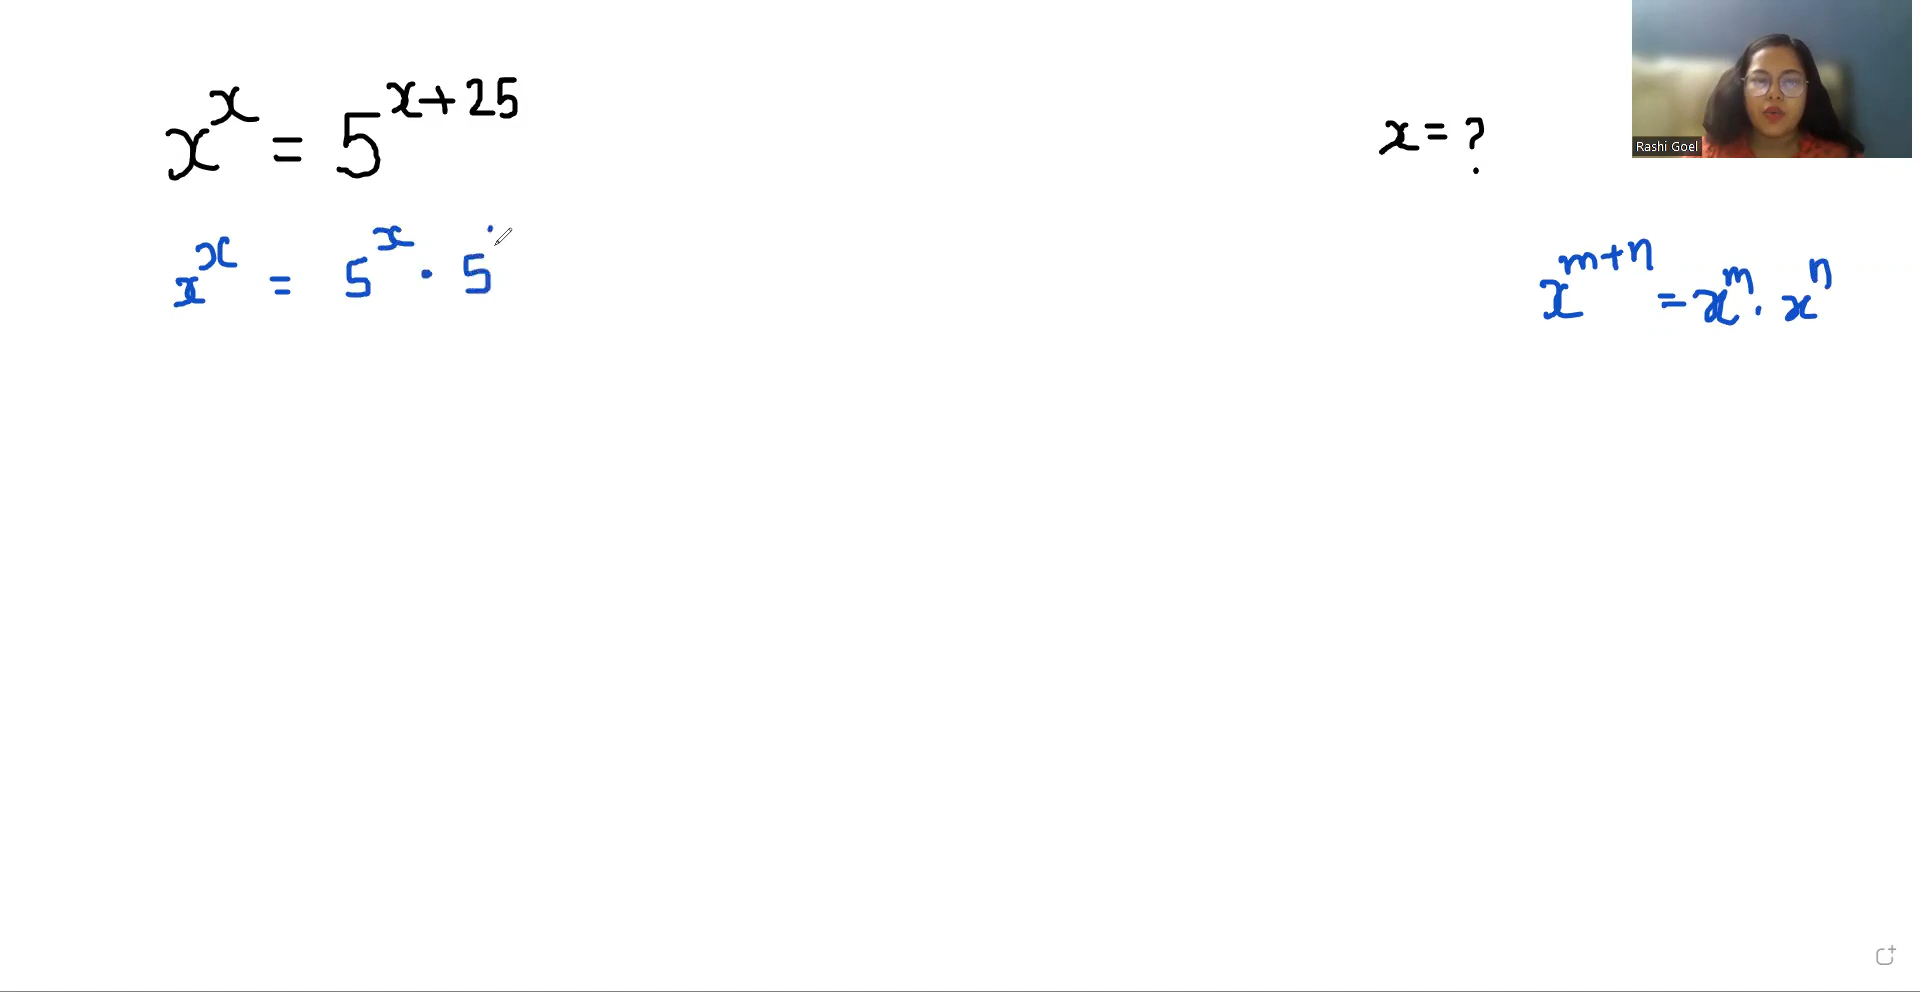 x^x = 5^{x+25}
x = ?
Rashi Goel
x^x = 5^x · 5
x^{m+n} = x^m · x^n